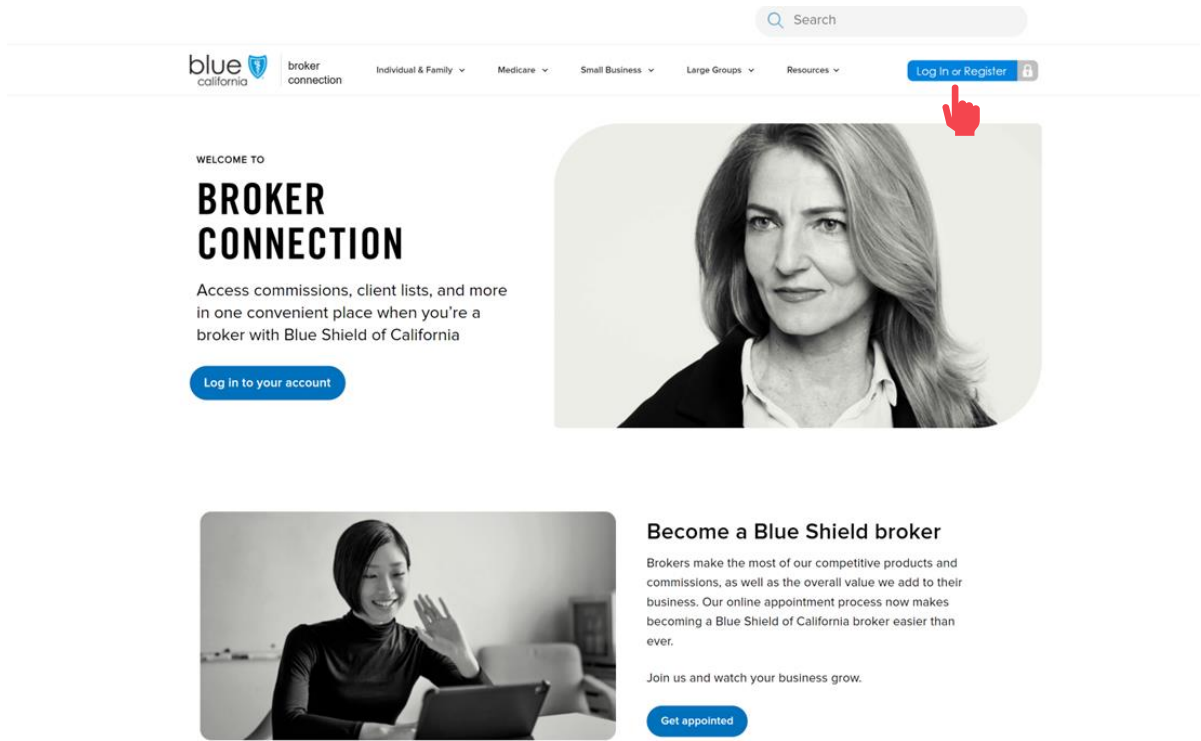 Search
blue
california
broker
connection
Individual & Family
Medicare
Small Business
Large Groups
Resources
Log In or Register
WELCOME TO
BROKER
CONNECTION
Access commissions, client lists, and more
in one convenient place when you're a
broker with Blue Shield of California
Log in to your account
Become a Blue Shield broker
Brokers make the most of our competitive products and
commissions, as well as the overall value we add to their
business. Our online appointment process now makes
becoming a Blue Shield of California broker easier than
ever.
Join us and watch your business grow.
Get appointed